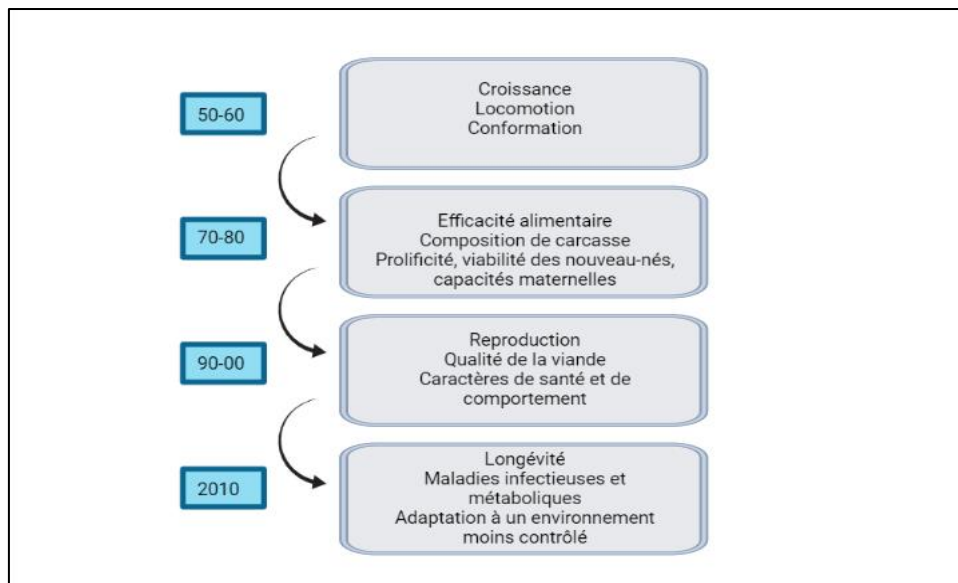 50-60
Croissance
Locomotion
Conformation
70-80
Efficacité alimentaire
Composition de carcasse
Prolificité, viabilité des nouveau-nés,
capacités maternelles
90-00
Reproduction
Qualité de la viande
Caractères de santé et de
comportement
2010
Longévité
Maladies infectieuses et
métaboliques
Adaptation à un environnement
moins contrôlé